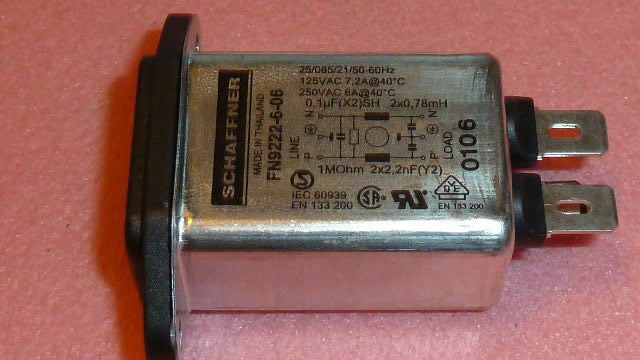 SCHAFFNER
MADE IN THAILAND
FN9222-6-06
25/085/21/50-60Hz
125VAC 7,2A@40°C
250VAC 6A@40°C
0,1µF(X2)SH 2x0,78mH
N N'
LINE LOAD
P P'
1MOhm 2x2,2nF(Y2)
0106
IEC 60939
EN 133 200
EN 133 200